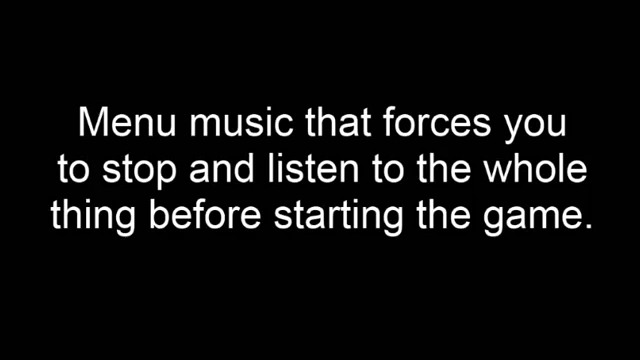 Menu music that forces you
to stop and listen to the whole
thing before starting the game.